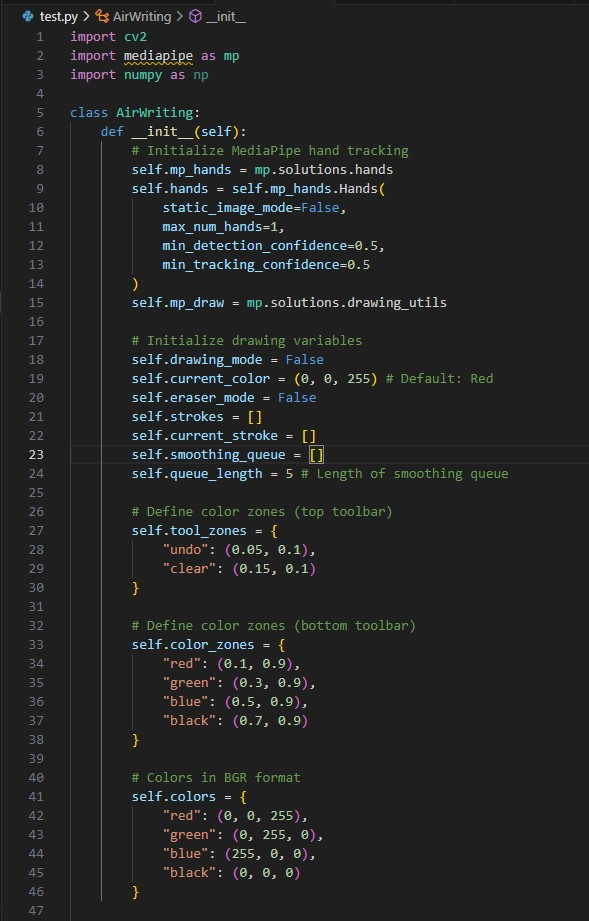 test.py > AirWriting > __init__
1 import cv2
2 import mediapipe as mp
3 import numpy as np
4
5 class AirWriting:
6     def __init__(self):
7         # Initialize MediaPipe hand tracking
8         self.mp_hands = mp.solutions.hands
9         self.hands = self.mp_hands.Hands(
10             static_image_mode=False,
11             max_num_hands=1,
12             min_detection_confidence=0.5,
13             min_tracking_confidence=0.5
14         )
15         self.mp_draw = mp.solutions.drawing_utils
16
17         # Initialize drawing variables
18         self.drawing_mode = False
19         self.current_color = (0, 0, 255) # Default: Red
20         self.eraser_mode = False
21         self.strokes = []
22         self.current_stroke = []
23         self.smoothing_queue = []
24         self.queue_length = 5 # Length of smoothing queue
25
26         # Define color zones (top toolbar)
27         self.tool_zones = {
28             "undo": (0.05, 0.1),
29             "clear": (0.15, 0.1)
30         }
31
32         # Define color zones (bottom toolbar)
33         self.color_zones = {
34             "red": (0.1, 0.9),
35             "green": (0.3, 0.9),
36             "blue": (0.5, 0.9),
37             "black": (0.7, 0.9)
38         }
39
40         # Colors in BGR format
41         self.colors = {
42             "red": (0, 0, 255),
43             "green": (0, 255, 0),
44             "blue": (255, 0, 0),
45             "black": (0, 0, 0)
46         }
47